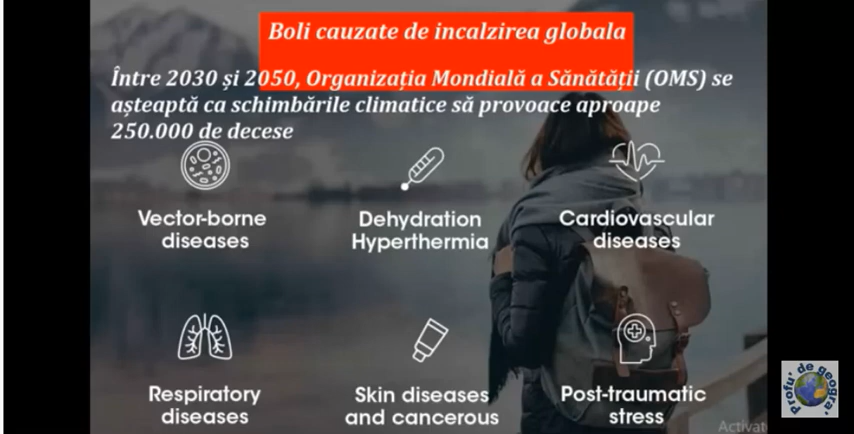 Boli cauzate de incalzirea globala
Între 2030 și 2050, Organizația Mondială a Sănătății (OMS) se
așteaptă ca schimbările climatice să provoace aproape
250.000 de decese
Vector-borne
diseases
Dehydration
Hyperthermia
Cardiovascular
diseases
Respiratory
diseases
Skin diseases
and cancerous
Post-traumatic
stress
Profu' de geogra'